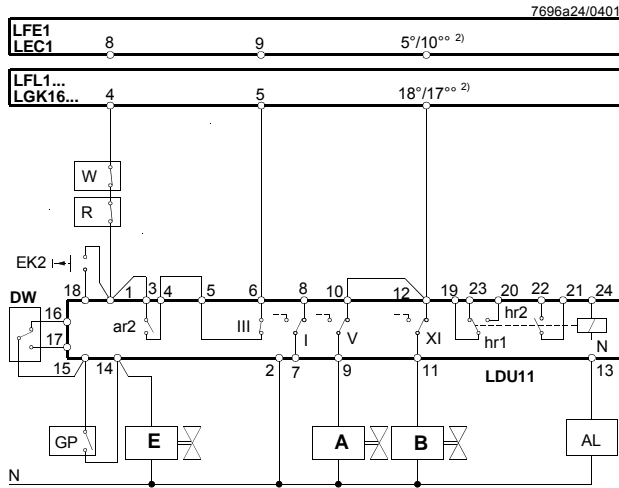 7696a24/0401
LFE1
LEC1
8
9
5°/10°° 2)
LFL1...
LGK16...
4
5
18°/17°° 2)
W
R
EK2
18
1
3
4
5
6
8
10
12
19
23
20
22
21
24
DW
16
17
ar2
III
I
V
XI
hr1
hr2
N
15
14
2
7
9
11
LDU11
13
GP
E
A
B
AL
N